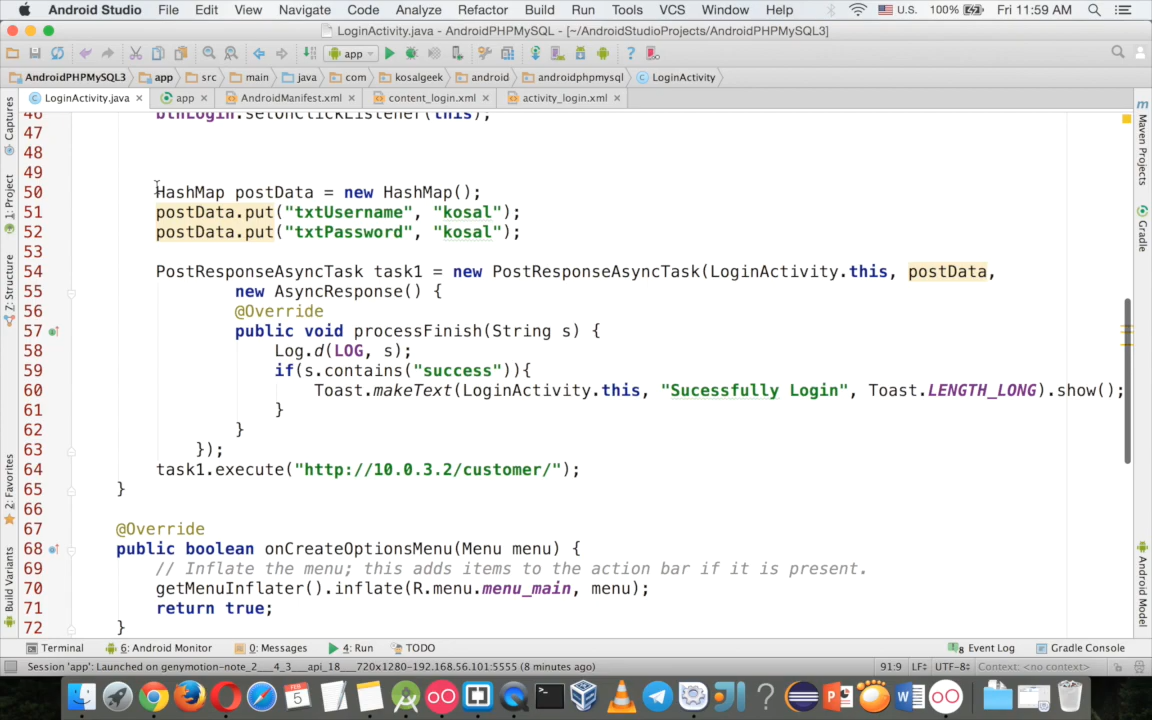 Android Studio File Edit View Navigate Code Analyze Refactor Build Run Tools VCS Window Help U.S. 100% Fri 11:59 AM
LoginActivity.java - AndroidPHPMySQL - [~/AndroidStudioProjects/AndroidPHPMySQL3]
app
AndroidPHPMySQL3 app src main java com kosalgeek android androidphpmysql LoginActivity
LoginActivity.java app AndroidManifest.xml content_login.xml activity_login.xml
Captures
1: Project
7: Structure
2: Favorites
Build Variants
46 btnLogin.setOnClickListener(this);
47
48
49
50 HashMap postData = new HashMap();
51 postData.put("txtUsername", "kosal");
52 postData.put("txtPassword", "kosal");
53
54 PostResponseAsyncTask task1 = new PostResponseAsyncTask(LoginActivity.this, postData,
55 new AsyncResponse() {
56 @Override
57 public void processFinish(String s) {
58 Log.d(LOG, s);
59 if(s.contains("success")){
60 Toast.makeText(LoginActivity.this, "Sucessfully Login", Toast.LENGTH_LONG).show();
61 }
62 }
63 });
64 task1.execute("http://10.0.3.2/customer/");
65 }
66
67 @Override
68 public boolean onCreateOptionsMenu(Menu menu) {
69 // Inflate the menu; this adds items to the action bar if it is present.
70 getMenuInflater().inflate(R.menu.menu_main, menu);
71 return true;
72 }
Maven Projects
Gradle
Android Model
Terminal 6: Android Monitor 0: Messages 4: Run TODO 8 Event Log Gradle Console
Session 'app': Launched on genymotion-note_2___4_3___api_18___720x1280-192.168.56.101:5555 (8 minutes ago) 91:9 LF÷ UTF-8÷ Context: <no context>
FEB
5